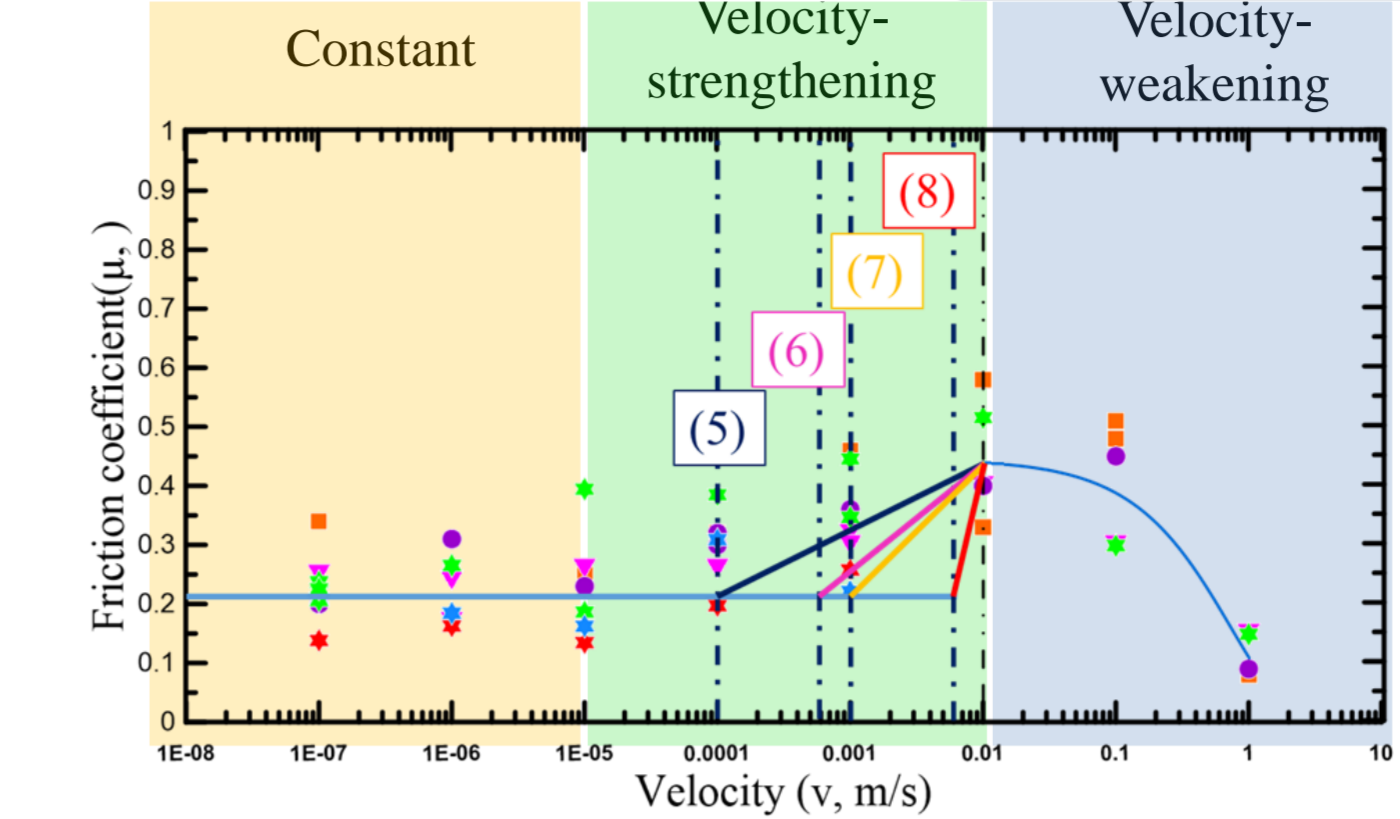 Constant
Velocity-
strengthening
Velocity-
weakening
1
0.9
0.8
0.7
0.6
0.5
0.4
0.3
0.2
0.1
0
Friction coefficient(μ, )
(8)
(7)
(6)
(5)
1E-08 1E-07 1E-06 1E-05 0.0001 0.001 0.01 0.1 1 10
Velocity (v, m/s)